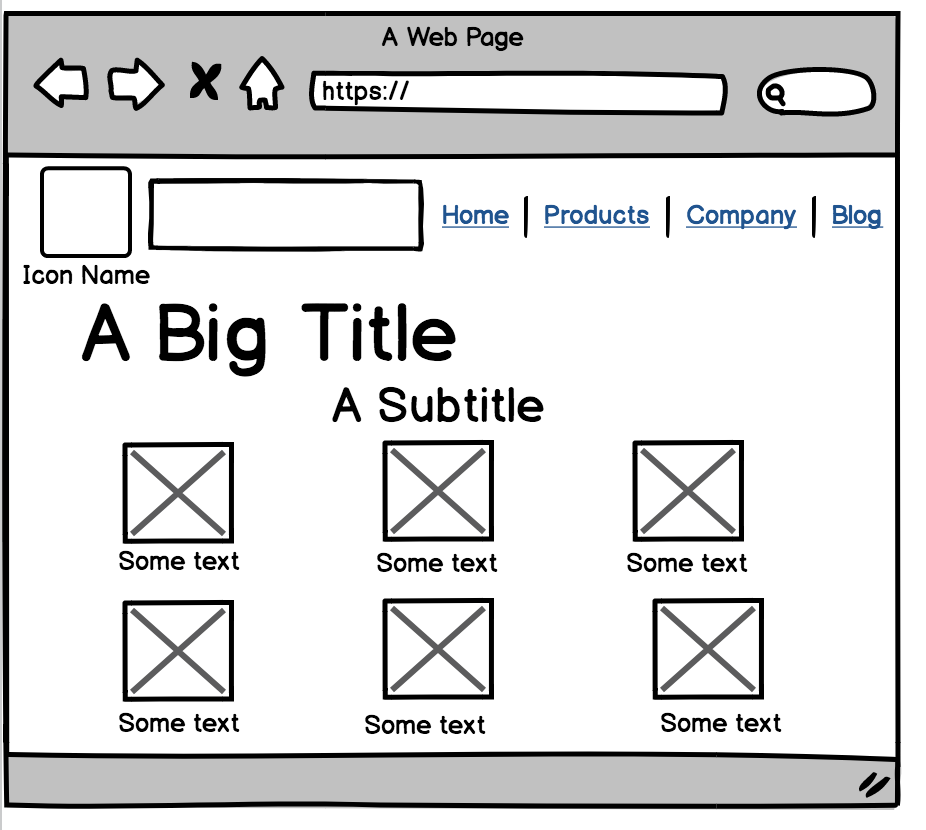 A Web Page
https://
Home Products Company Blog
Icon Name
A Big Title
A Subtitle
Some text Some text Some text
Some text Some text Some text